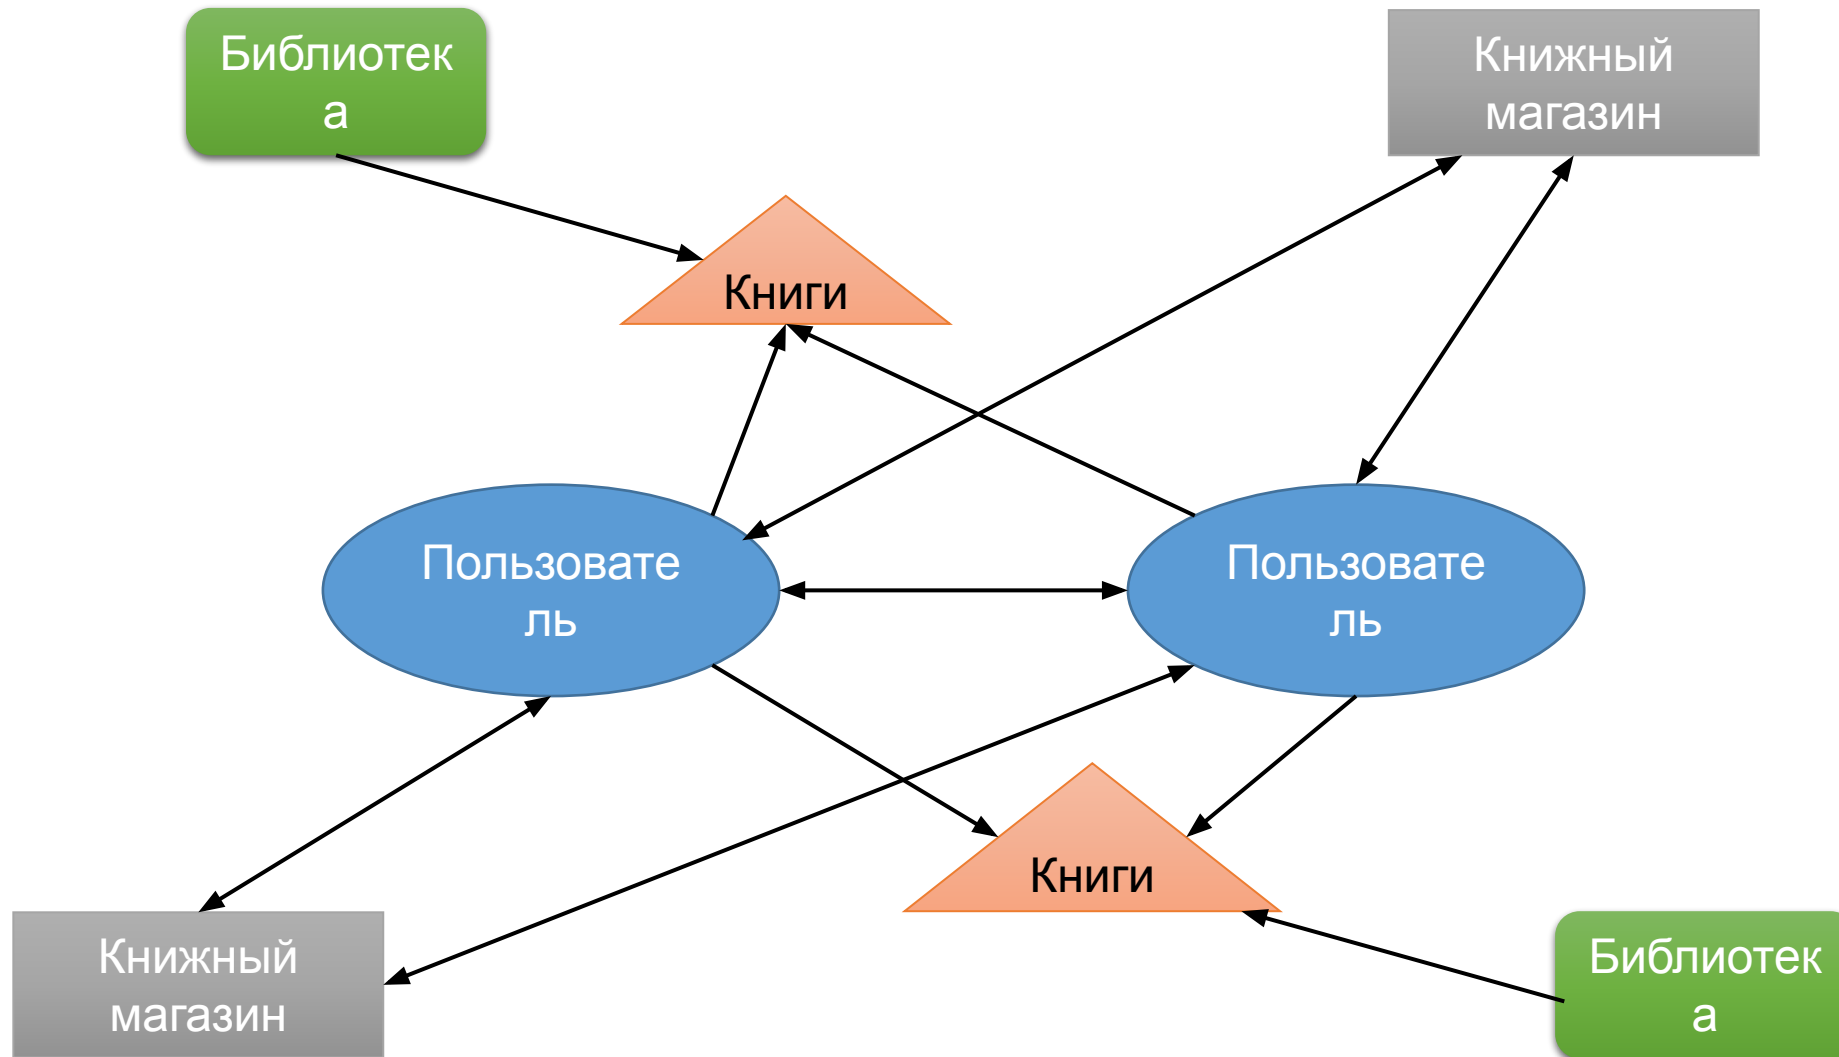 Библиотек
а
Книжный
магазин
Книги
Пользовате
ль
Пользовате
ль
Книги
Книжный
магазин
Библиотек
а